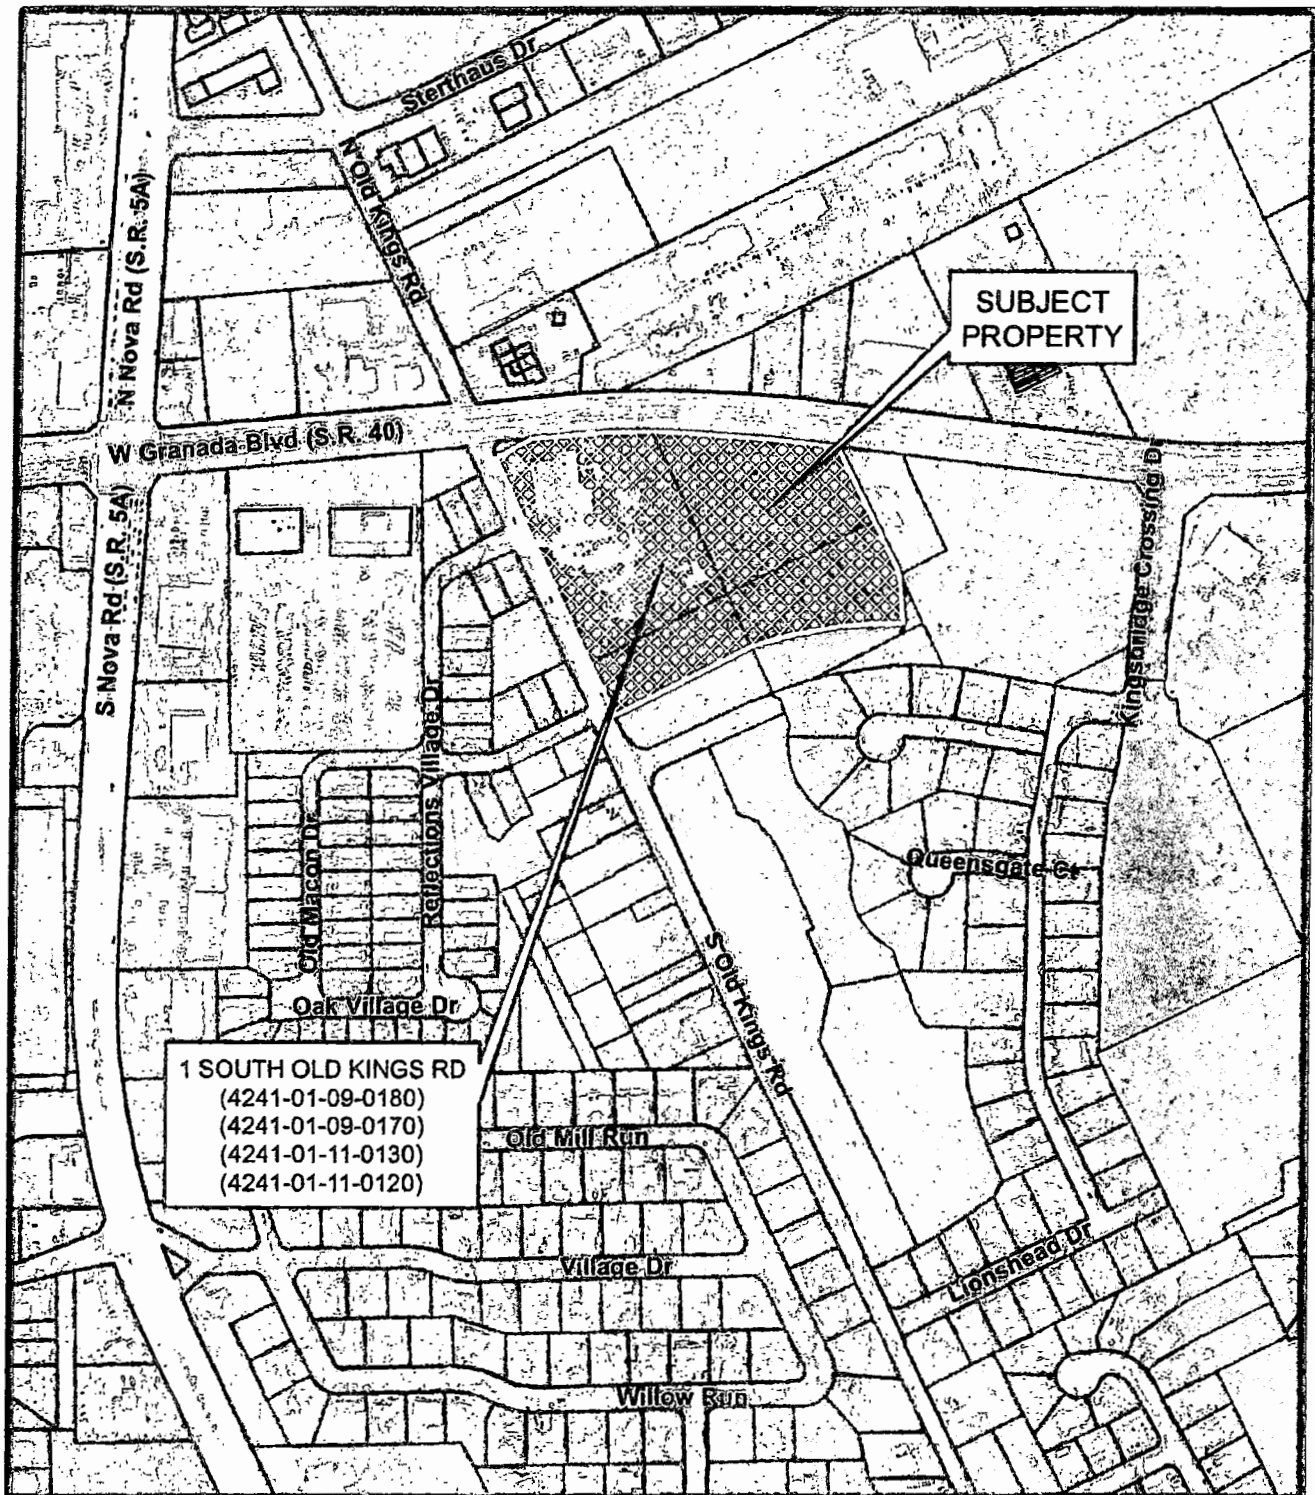 Sterthaus Dr
N Old Kings Rd
N Nova Rd (S.R. 5A)
SUBJECT
PROPERTY
W Granada Blvd (S.R. 40)
S Nova Rd (S.R. 5A)
Kingsbridge Crossing Dr
Reflections Village Dr
Old Macon Dr
Queensgate Ct
S Old Kings Rd
Oak Village Dr
1 SOUTH OLD KINGS RD
(4241-01-09-0180)
(4241-01-09-0170)
(4241-01-11-0130)
(4241-01-11-0120)
Old Mill Run
Village Dr
Lionshead Dr
Willow Run